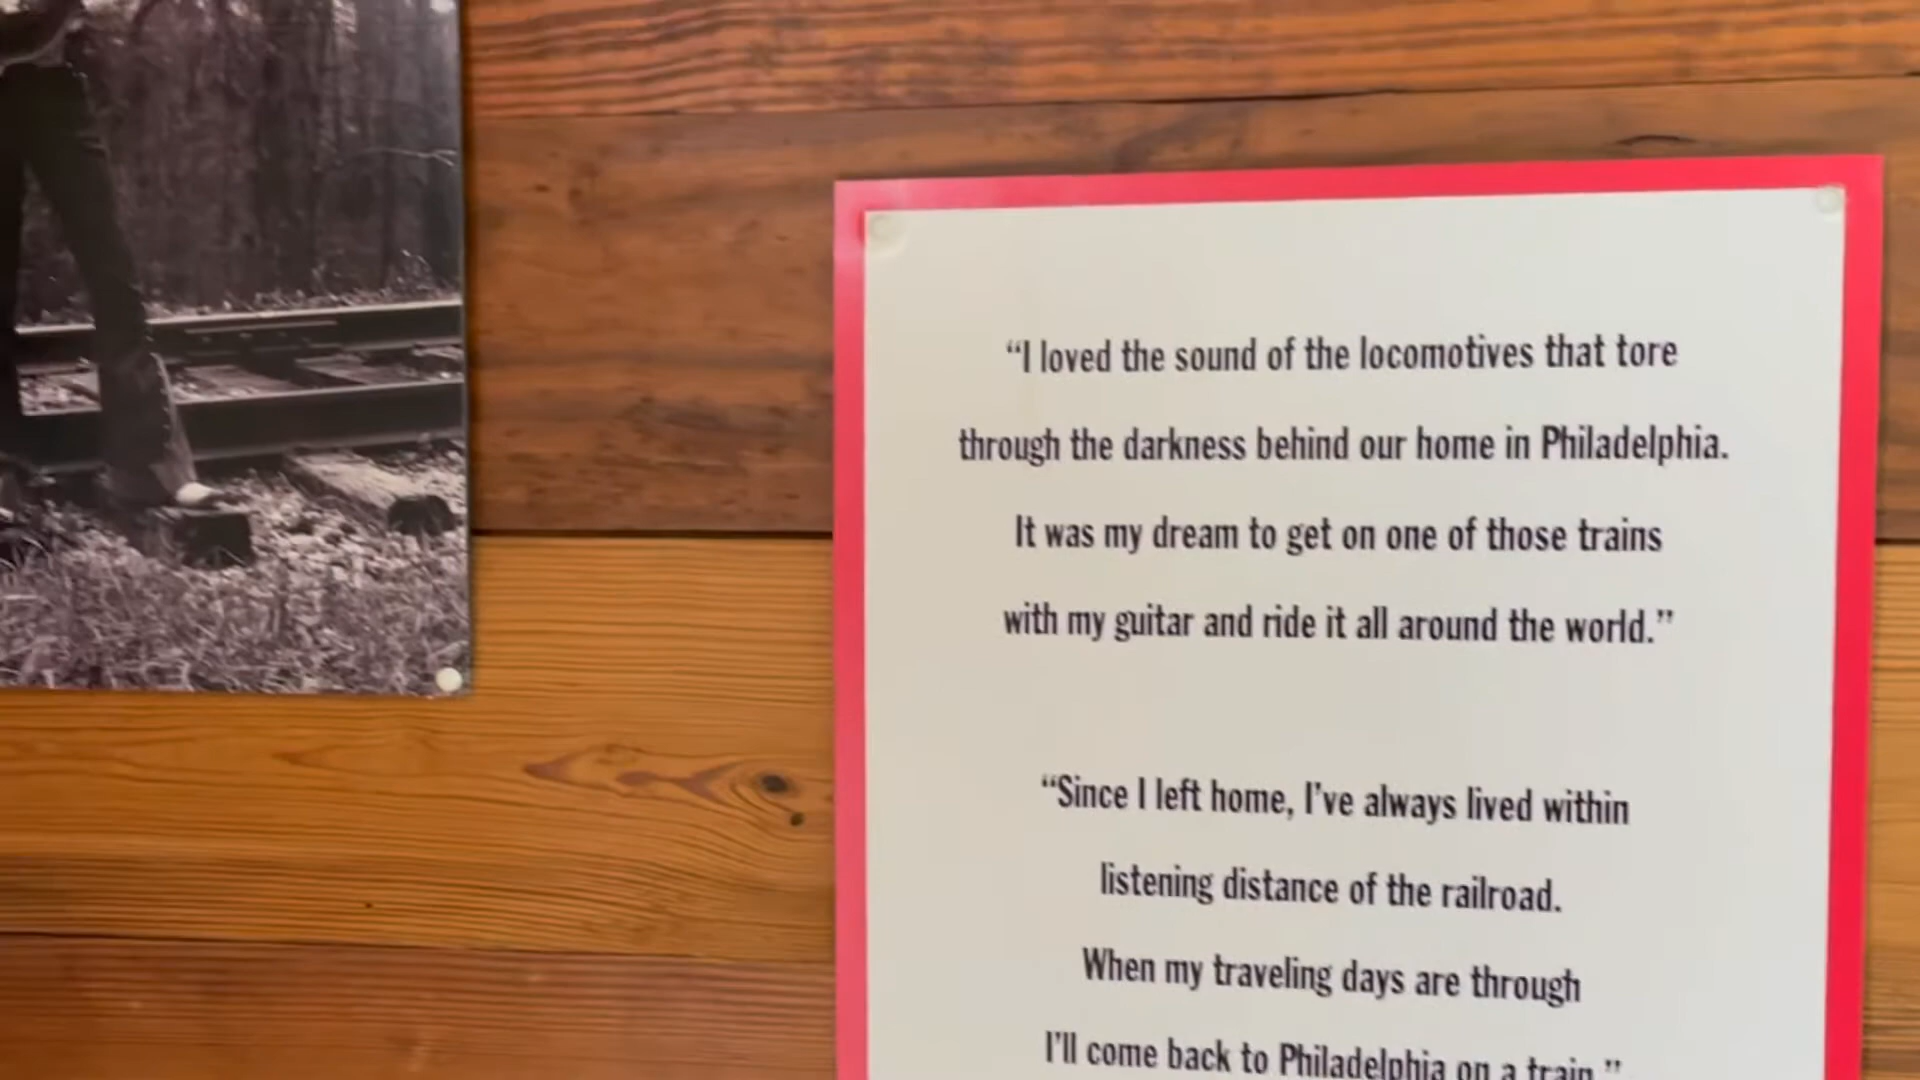 “I loved the sound of the locomotives that tore
through the darkness behind our home in Philadelphia.
It was my dream to get on one of those trains
with my guitar and ride it all around the world.”
“Since I left home, I’ve always lived within
listening distance of the railroad.
When my traveling days are through
I’ll come back to Philadelphia on a train.”